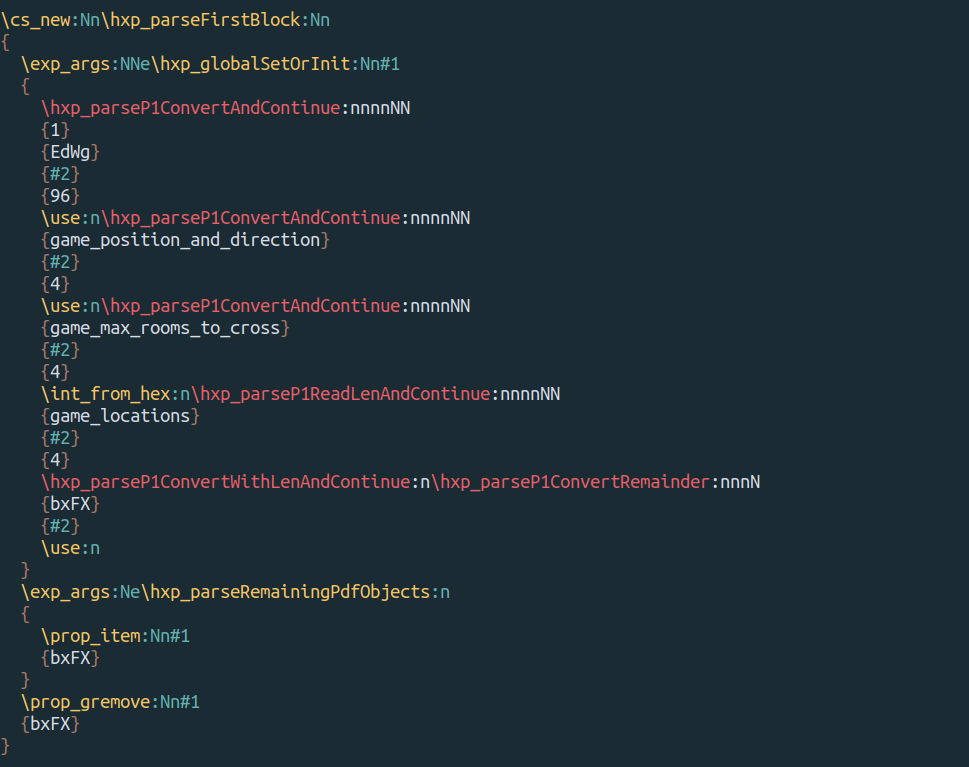 \cs_new:Nn\hxp_parseFirstBlock:Nn
{
  \exp_args:NNe\hxp_globalSetOrInit:Nn#1
  {
    \hxp_parseP1ConvertAndContinue:nnnnNN
    {1}
    {EdWg}
    {#2}
    {96}
    \use:n\hxp_parseP1ConvertAndContinue:nnnnNN
    {game_position_and_direction}
    {#2}
    {4}
    \use:n\hxp_parseP1ConvertAndContinue:nnnnNN
    {game_max_rooms_to_cross}
    {#2}
    {4}
    \int_from_hex:n\hxp_parseP1ReadLenAndContinue:nnnnNN
    {game_locations}
    {#2}
    {4}
    \hxp_parseP1ConvertWithLenAndContinue:n\hxp_parseP1ConvertRemainder:nnnN
    {bxFX}
    {#2}
    \use:n
  }
  \exp_args:Ne\hxp_parseRemainingPdfObjects:n
  {
    \prop_item:Nn#1
    {bxFX}
  }
  \prop_gremove:Nn#1
  {bxFX}
}